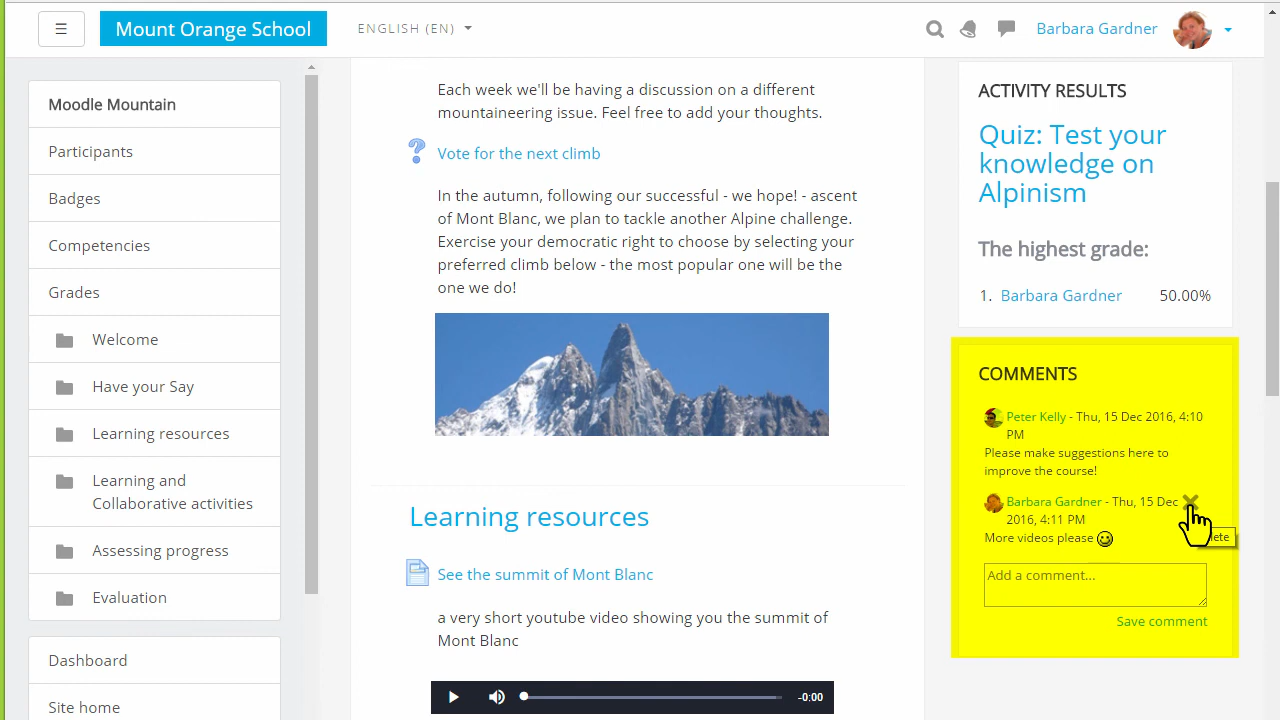 ☰
Mount Orange School
ENGLISH (EN)
Barbara Gardner
Moodle Mountain
Participants
Badges
Competencies
Grades
Welcome
Have your Say
Learning resources
Learning and
Collaborative activities
Assessing progress
Evaluation
Dashboard
Site home
Each week we'll be having a discussion on a different
mountaineering issue. Feel free to add your thoughts.
Vote for the next climb
In the autumn, following our successful - we hope! - ascent
of Mont Blanc, we plan to tackle another Alpine challenge.
Exercise your democratic right to choose by selecting your
preferred climb below - the most popular one will be the
one we do!
Learning resources
See the summit of Mont Blanc
a very short youtube video showing you the summit of
Mont Blanc
-0:00
ACTIVITY RESULTS
Quiz: Test your
knowledge on
Alpinism
The highest grade:
1. Barbara Gardner 50.00%
COMMENTS
Peter Kelly - Thu, 15 Dec 2016, 4:10
PM
Please make suggestions here to
improve the course!
Barbara Gardner - Thu, 15 Dec
2016, 4:11 PM
More videos please
Add a comment...
Save comment